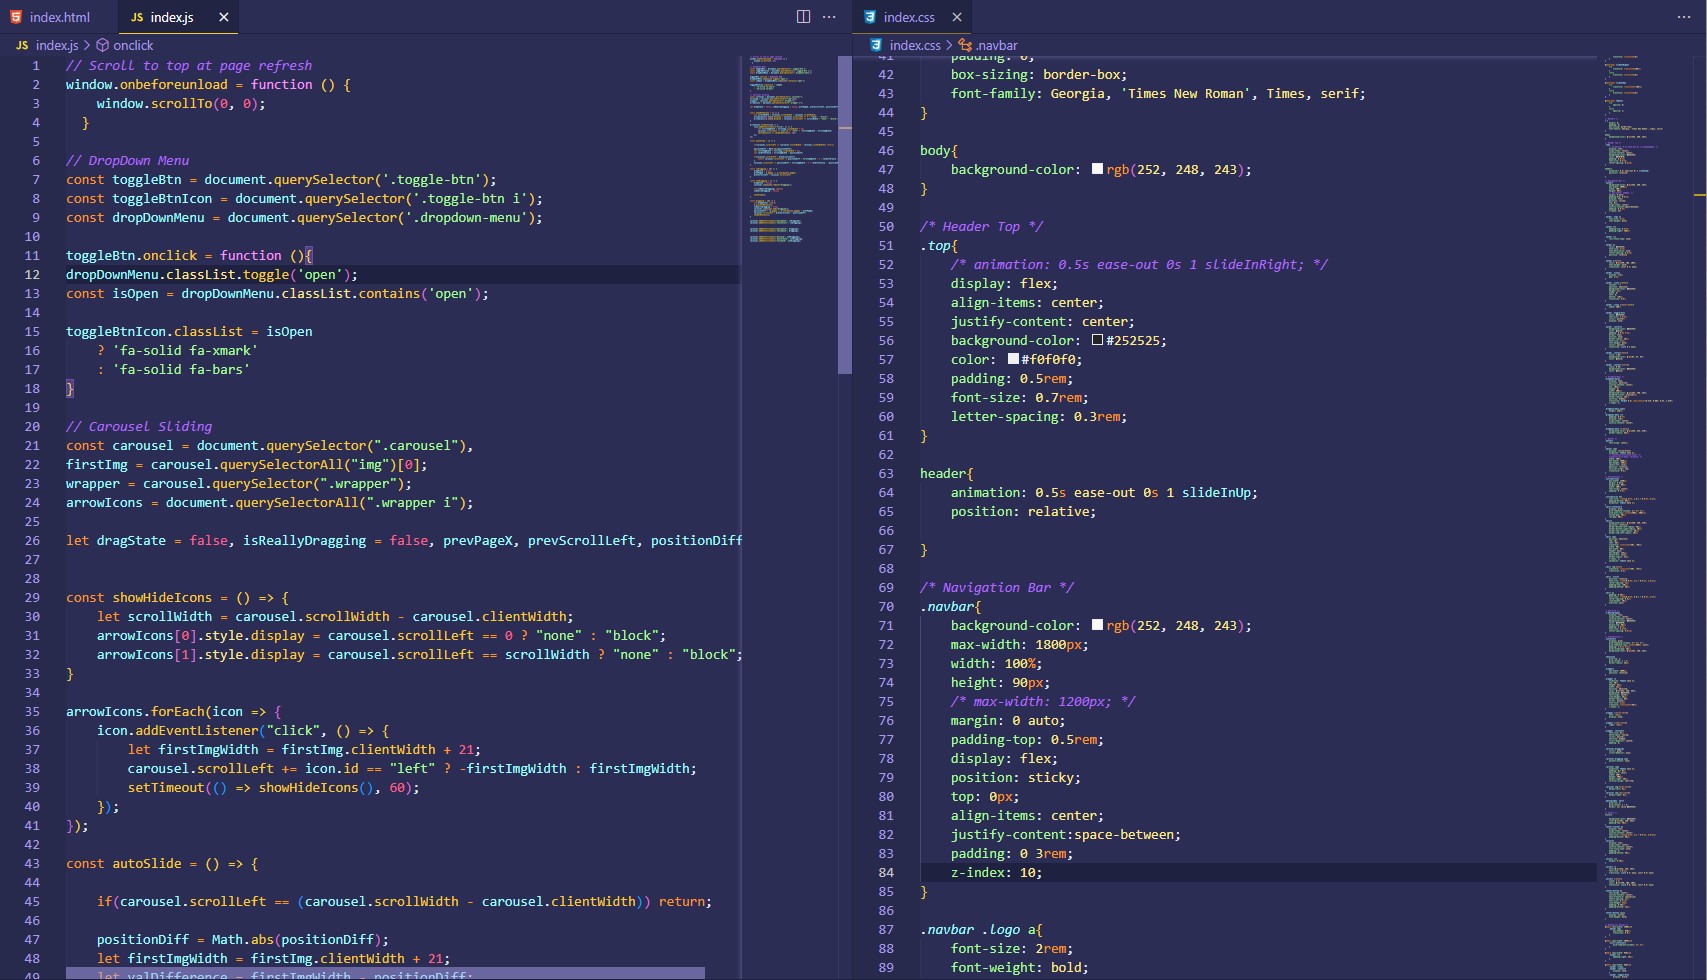 index.html
JS index.js
index.js > onclick
1 // Scroll to top at page refresh
2 window.onbeforeunload = function () {
3     window.scrollTo(0, 0);
4   }
5
6 // DropDown Menu
7 const toggleBtn = document.querySelector('.toggle-btn');
8 const toggleBtnIcon = document.querySelector('.toggle-btn i');
9 const dropDownMenu = document.querySelector('.dropdown-menu');
10
11 toggleBtn.onclick = function (){
12 dropDownMenu.classList.toggle('open');
13 const isOpen = dropDownMenu.classList.contains('open');
14
15 toggleBtnIcon.classList = isOpen
16     ? 'fa-solid fa-xmark'
17     : 'fa-solid fa-bars'
18 }
19
20 // Carousel Sliding
21 const carousel = document.querySelector(".carousel"),
22 firstImg = carousel.querySelectorAll("img")[0];
23 wrapper = carousel.querySelector(".wrapper");
24 arrowIcons = document.querySelectorAll(".wrapper i");
25
26 let dragState = false, isReallyDragging = false, prevPageX, prevScrollLeft, positionDiff
27
28
29 const showHideIcons = () => {
30     let scrollWidth = carousel.scrollWidth - carousel.clientWidth;
31     arrowIcons[0].style.display = carousel.scrollLeft == 0 ? "none" : "block";
32     arrowIcons[1].style.display = carousel.scrollLeft == scrollWidth ? "none" : "block";
33 }
34
35 arrowIcons.forEach(icon => {
36     icon.addEventListener("click", () => {
37         let firstImgWidth = firstImg.clientWidth + 21;
38         carousel.scrollLeft += icon.id == "left" ? -firstImgWidth : firstImgWidth;
39         setTimeout(() => showHideIcons(), 60);
40     });
41 });
42
43 const autoSlide = () => {
44
45     if(carousel.scrollLeft == (carousel.scrollWidth - carousel.clientWidth)) return;
46
47     positionDiff = Math.abs(positionDiff);
48     let firstImgWidth = firstImg.clientWidth + 21;
49     let valDifference = firstImgWidth - positionDiff;
index.css
index.css > .navbar
41     padding: 0;
42     box-sizing: border-box;
43     font-family: Georgia, 'Times New Roman', Times, serif;
44 }
45
46 body{
47     background-color: rgb(252, 248, 243);
48 }
49
50 /* Header Top */
51 .top{
52     /* animation: 0.5s ease-out 0s 1 slideInRight; */
53     display: flex;
54     align-items: center;
55     justify-content: center;
56     background-color: #252525;
57     color: #f0f0f0;
58     padding: 0.5rem;
59     font-size: 0.7rem;
60     letter-spacing: 0.3rem;
61 }
62
63 header{
64     animation: 0.5s ease-out 0s 1 slideInUp;
65     position: relative;
66
67 }
68
69 /* Navigation Bar */
70 .navbar{
71     background-color: rgb(252, 248, 243);
72     max-width: 1800px;
73     width: 100%;
74     height: 90px;
75     /* max-width: 1200px; */
76     margin: 0 auto;
77     padding-top: 0.5rem;
78     display: flex;
79     position: sticky;
80     top: 0px;
81     align-items: center;
82     justify-content:space-between;
83     padding: 0 3rem;
84     z-index: 10;
85 }
86
87 .navbar .logo a{
88     font-size: 2rem;
89     font-weight: bold;